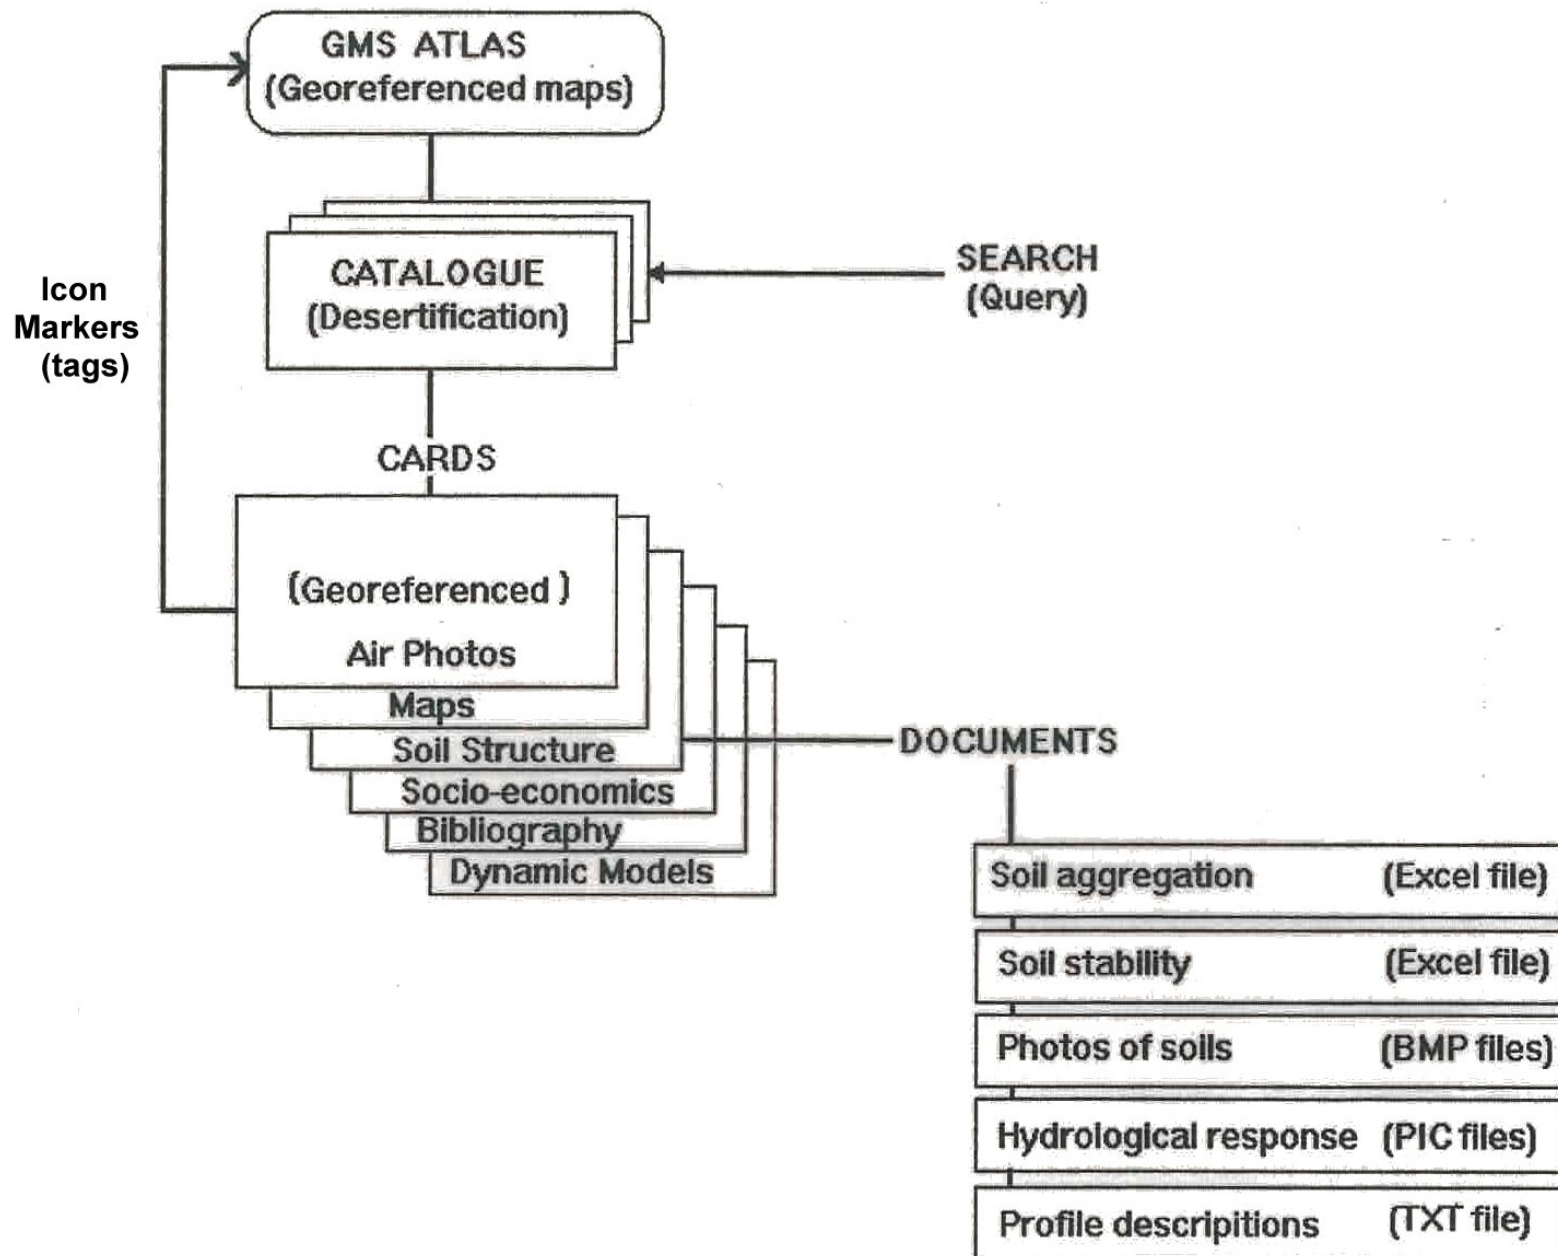 GMS ATLAS
(Georeferenced maps)
CATALOGUE
(Desertification)
SEARCH
(Query)
Icon
Markers
(tags)
CARDS
(Georeferenced )
Air Photos
Maps
Soil Structure
Socio-economics
Bibliography
Dynamic Models
DOCUMENTS
Soil aggregation (Excel file)
Soil stability (Excel file)
Photos of soils (BMP files)
Hydrological response (PIC files)
Profile descripitions (TXT file)